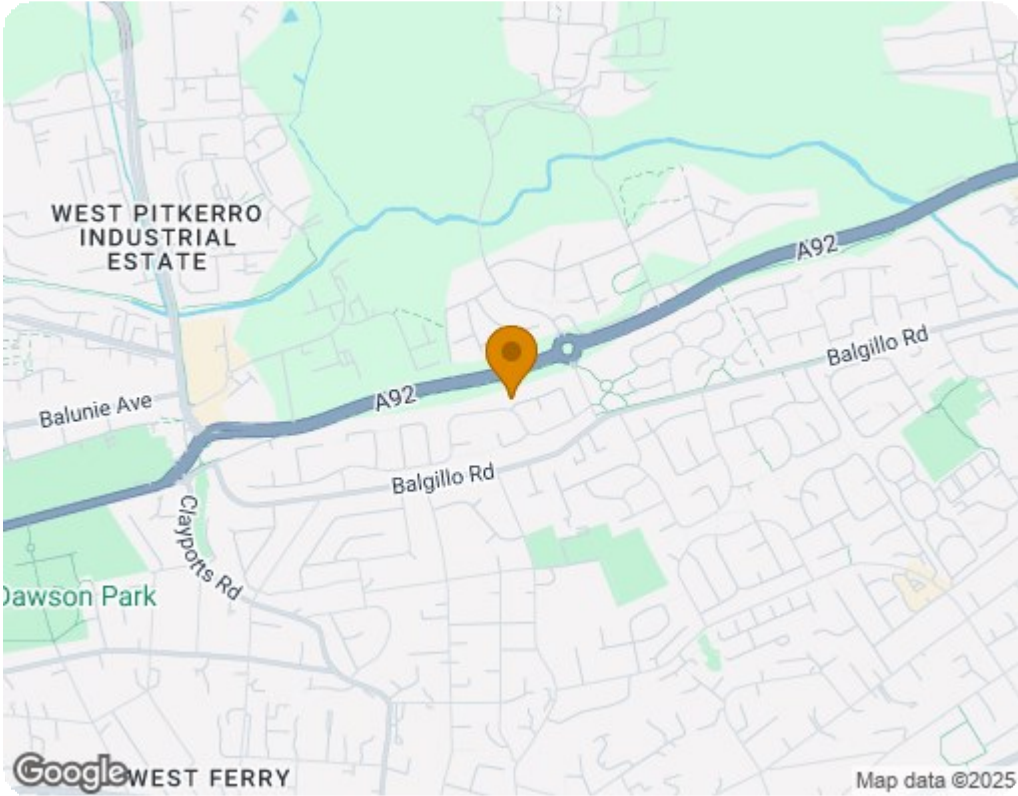 WEST PITKERRO
INDUSTRIAL
ESTATE
A92
Balgillo Rd
Balunie Ave
A92
Balgillo Rd
Claypotts Rd
Dawson Park
Google
WEST FERRY
Map data ©2025